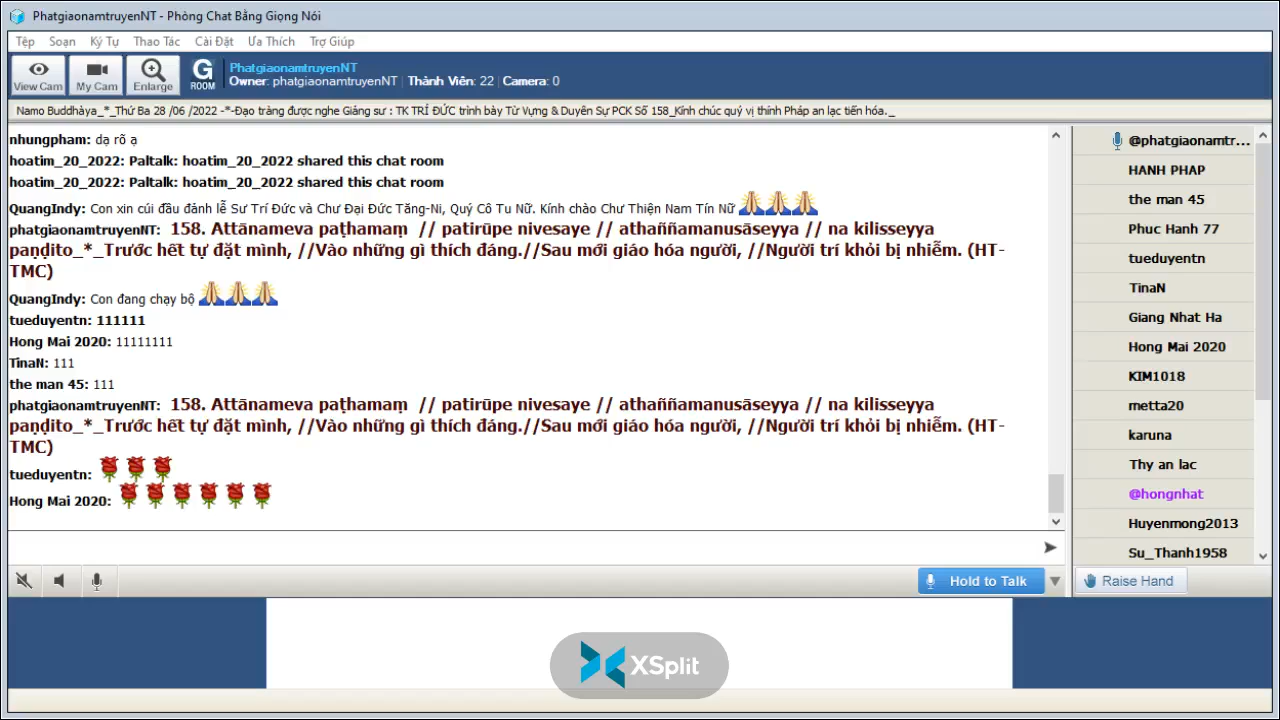 PhatgiaonamtruyenNT - Phòng Chat Bằng Giọng Nói
Tệp Soạn Ký Tự Thao Tác Cài Đặt Ưa Thích Trợ Giúp
View Cam My Cam Enlarge G ROOM
PhatgiaonamtruyenNT
Owner: phatgiaonamtruyenNT | Thành Viên: 22 | Camera: 0
Namo Buddhàya_*_Thứ Ba 28 /06 /2022 -*-Đạo tràng được nghe Giảng sư : TK TRÍ ĐỨC trình bày Từ Vựng & Duyên Sự PCK Số 158_Kính chúc quý vị thính Pháp an lạc tiến hóa._
nhungpham: dạ rõ ạ
hoatim_20_2022: Paltalk: hoatim_20_2022 shared this chat room
hoatim_20_2022: Paltalk: hoatim_20_2022 shared this chat room
QuangIndy: Con xin cúi đầu đảnh lễ Sư Trí Đức và Chư Đại Đức Tăng-Ni, Quý Cô Tu Nữ. Kính chào Chư Thiện Nam Tín Nữ
phatgiaonamtruyenNT: 158. Attānameva paṭhamaṃ // patirūpe nivesaye // athaññamanusāseyya // na kilisseyya
paṇḍito_*_Trước hết tự đặt mình, //Vào những gì thích đáng.//Sau mới giáo hóa người, //Người trí khỏi bị nhiễm. (HT-
TMC)
QuangIndy: Con đang chạy bộ
tueduyentn: 111111
Hong Mai 2020: 11111111
TinaN: 111
the man 45: 111
phatgiaonamtruyenNT: 158. Attānameva paṭhamaṃ // patirūpe nivesaye // athaññamanusāseyya // na kilisseyya
paṇḍito_*_Trước hết tự đặt mình, //Vào những gì thích đáng.//Sau mới giáo hóa người, //Người trí khỏi bị nhiễm. (HT-
TMC)
tueduyentn:
Hong Mai 2020:
@phatgiaonamtr...
HANH PHAP
the man 45
Phuc Hanh 77
tueduyentn
TinaN
Giang Nhat Ha
Hong Mai 2020
KIM1018
metta20
karuna
Thy an lac
@hongnhat
Huyenmong2013
Su_Thanh1958
Hold to Talk
Raise Hand
XSplit